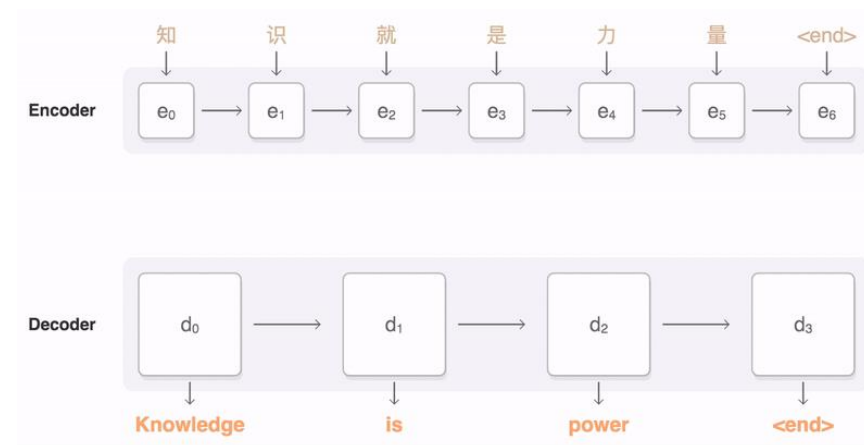 知 识 就 是 力 量 <end>
Encoder e₀ e₁ e₂ e₃ e₄ e₅ e₆
Decoder d₀ d₁ d₂ d₃
Knowledge is power <end>